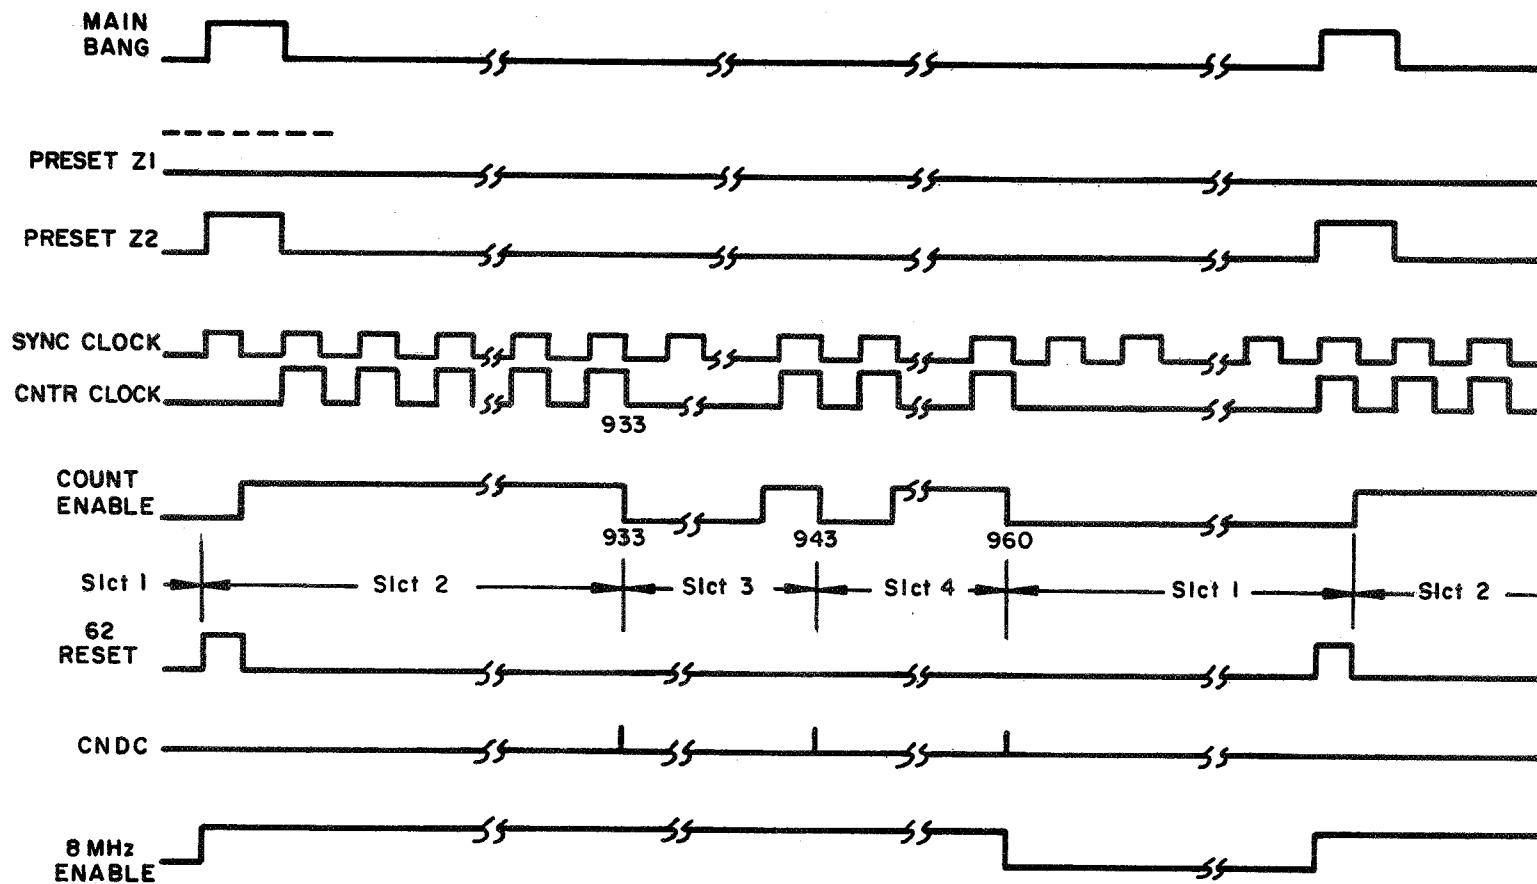 MAIN
BANG
PRESET Z1
PRESET Z2
SYNC CLOCK
CNTR CLOCK
933
COUNT
ENABLE
933 943 960
Slct 1 Slct 2 Slct 3 Slct 4 Slct 1 Slct 2
62
RESET
CNDC
8 MHz
ENABLE